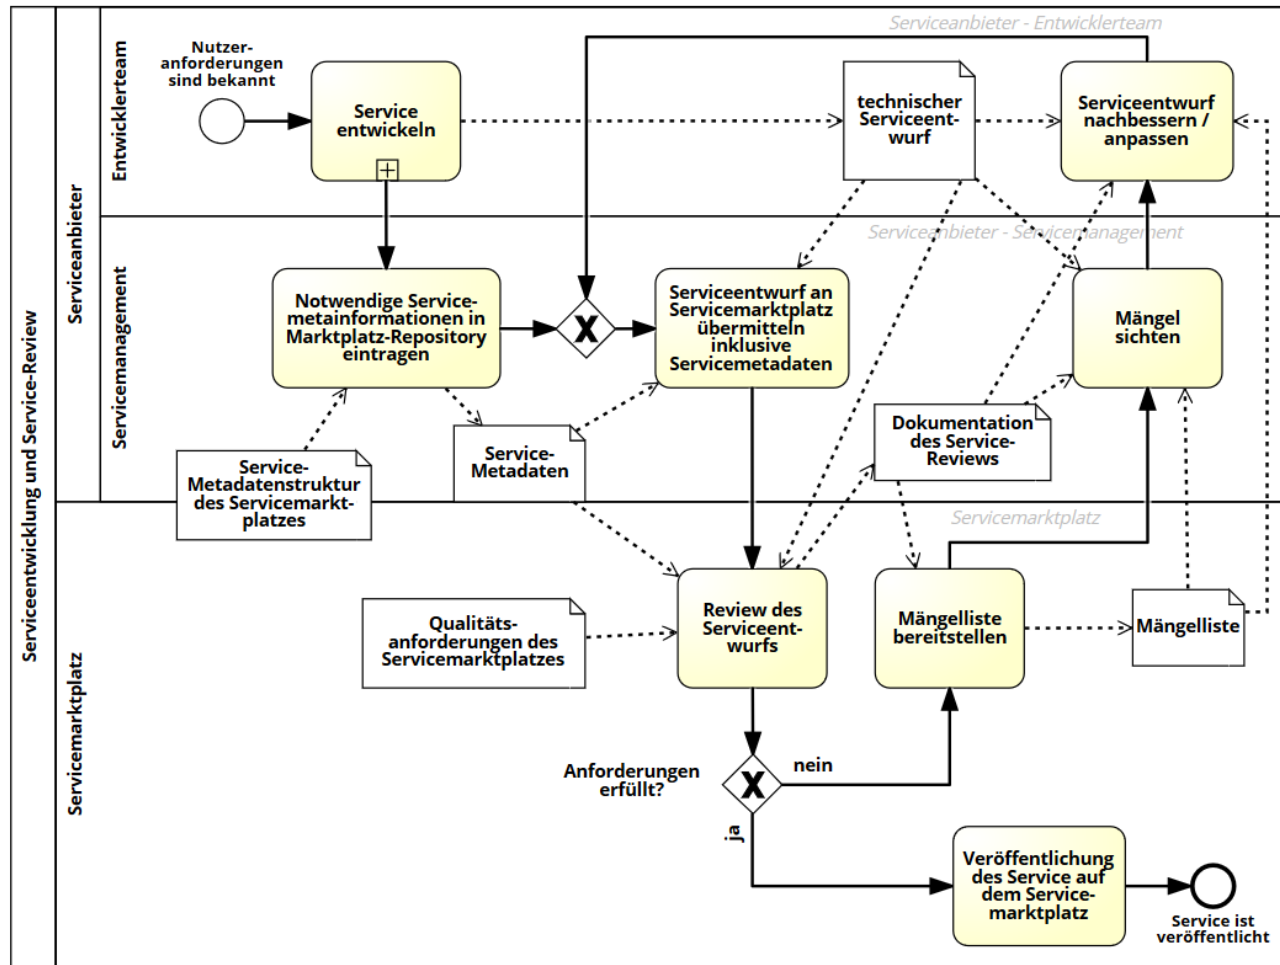 Serviceentwicklung und Service-Review
Serviceanbieter
Entwicklerteam
Serviceanbieter - Entwicklerteam
Nutzer-
anforderungen
sind bekannt
Service
entwickeln
technischer
Serviceent-
wurf
Serviceentwurf
nachbessern /
anpassen
Servicemanagement
Serviceanbieter - Servicemanagement
Notwendige Service-
metainformationen in
Marktplatz-Repository
eintragen
X
Serviceentwurf an
Servicemarktplatz
übermitteln
inklusive
Servicemetadaten
Mängel
sichten
Service-
Metadatenstruktur
des Servicemarkt-
platzes
Service-
Metadaten
Dokumentation
des Service-
Reviews
Servicemarktplatz
Servicemarktplatz
Qualitäts-
anforderungen des
Servicemarktplatzes
Review des
Serviceent-
wurfs
Mängelliste
bereitstellen
Mängelliste
Anforderungen
erfüllt?
X
nein
ja
Veröffentlichung
des Service auf
dem Service-
marktplatz
Service ist
veröffentlicht